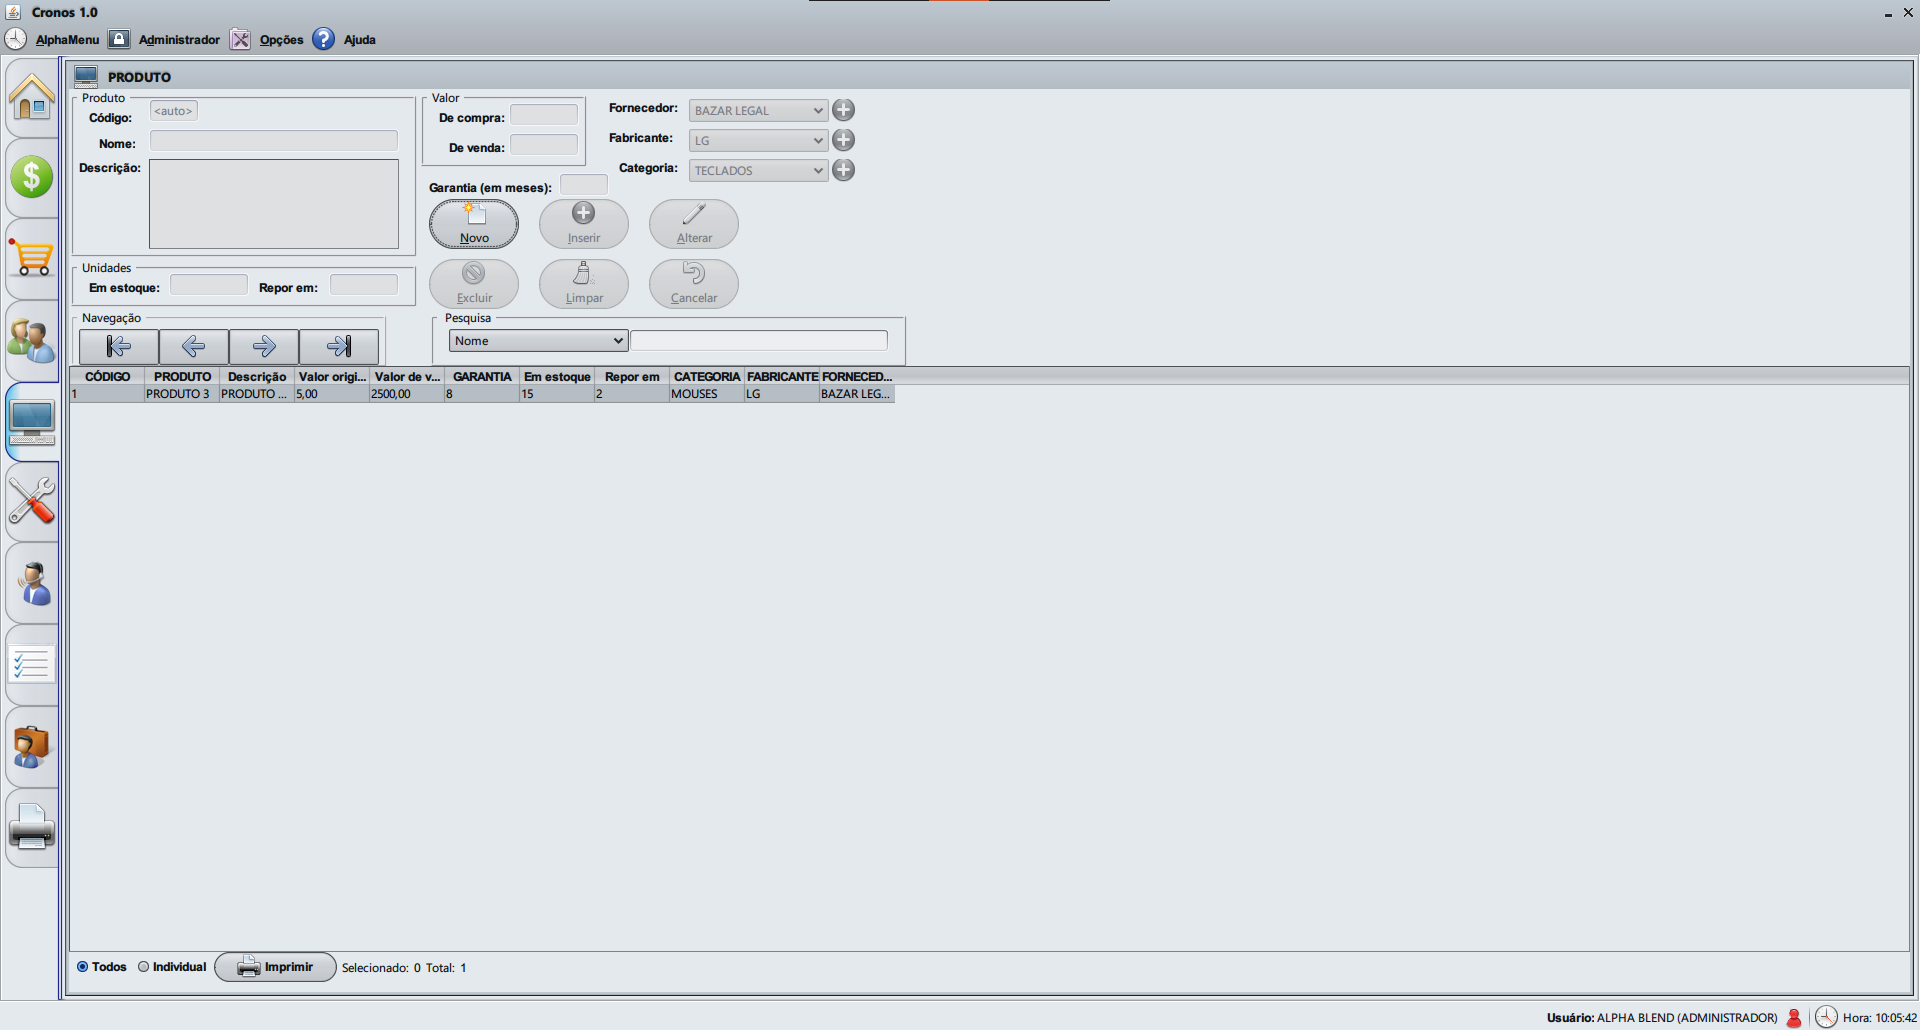 Cronos 1.0
AlphaMenu Administrador Opções Ajuda
PRODUTO
Produto
Código: <auto>
Nome:
Descrição:
Valor
De compra:
De venda:
Fornecedor: BAZAR LEGAL
Fabricante: LG
Categoria: TECLADOS
Garantia (em meses):
Novo Inserir Alterar
Excluir Limpar Cancelar
Unidades
Em estoque: Repor em:
Navegação
Pesquisa
Nome
CÓDIGO PRODUTO Descrição Valor origi... Valor de v... GARANTIA Em estoque Repor em CATEGORIA FABRICANTE FORNECED...
1 PRODUTO 3 PRODUTO ... 5,00 2500,00 8 15 2 MOUSES LG BAZAR LEG...
Todos Individual Imprimir Selecionado: 0 Total: 1
Usuário: ALPHA BLEND (ADMINISTRADOR) Hora: 10:05:42